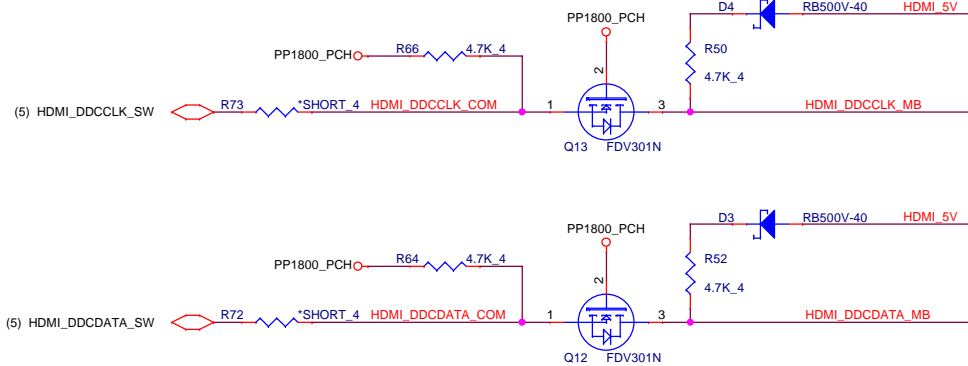 D4 RB500V-40 HDMI_5V
PP1800_PCH
PP1800_PCH R66 4.7K_4 R50
2 4.7K_4
(5) HDMI_DDCCLK_SW R73 *SHORT_4 HDMI_DDCCLK_COM 1 3 HDMI_DDCCLK_MB
Q13 FDV301N
D3 RB500V-40 HDMI_5V
PP1800_PCH
PP1800_PCH R64 4.7K_4 R52
2 4.7K_4
(5) HDMI_DDCDATA_SW R72 *SHORT_4 HDMI_DDCDATA_COM 1 3 HDMI_DDCDATA_MB
Q12 FDV301N